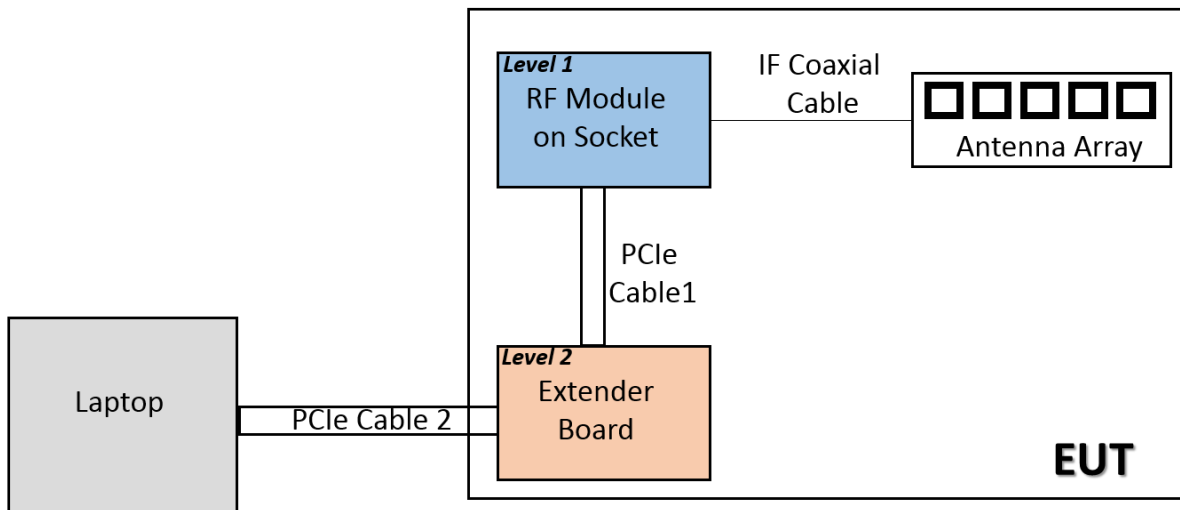 Level 1
RF Module
on Socket
IF Coaxial
Cable
Antenna Array
PCIe
Cable1
Level 2
Extender
Board
Laptop
PCIe Cable 2
EUT